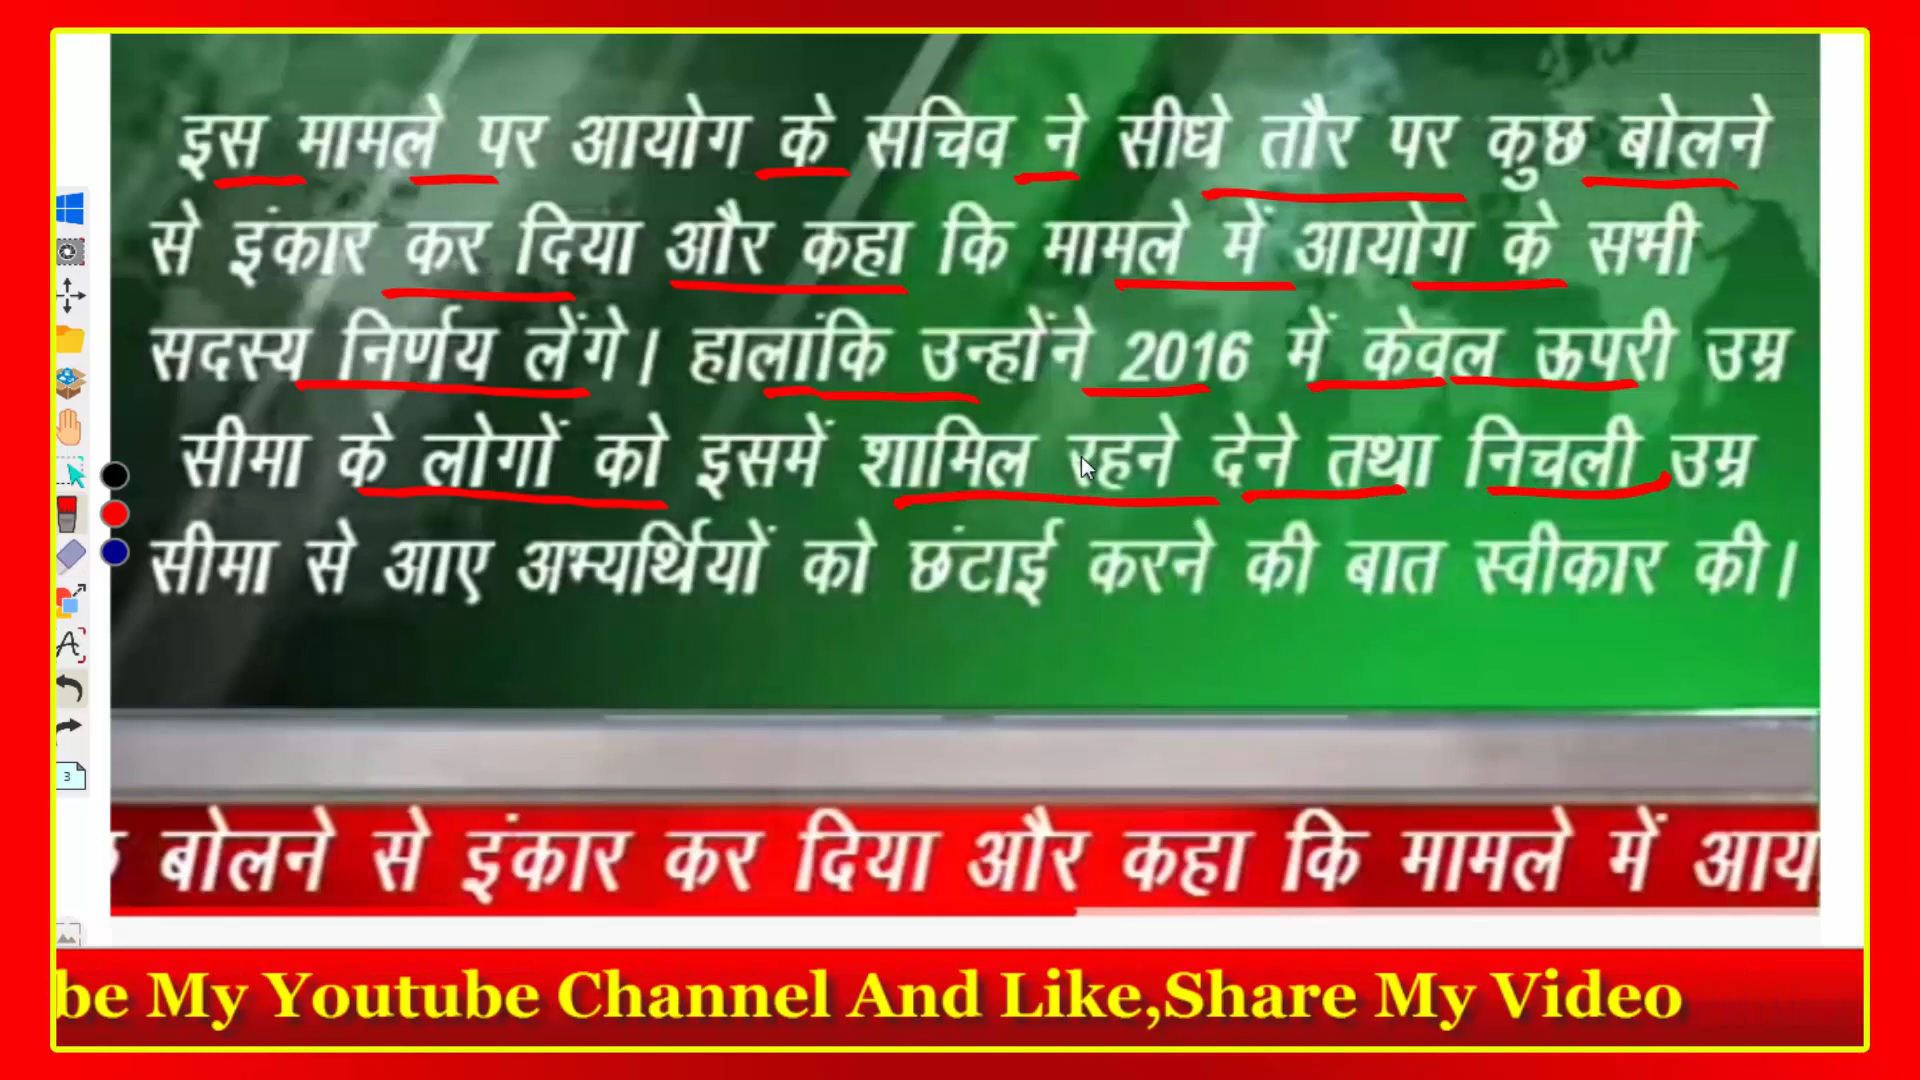 इस मामले पर आयोग के सचिव ने सीधे तौर पर कुछ बोलने
से इंकार कर दिया और कहा कि मामले में आयोग के सभी
सदस्य निर्णय लेंगे। हालांकि उन्होंने 2016 में केवल ऊपरी उम्र
सीमा के लोगों को इसमें शामिल रहने देने तथा निचली उम्र
सीमा से आए अभ्यर्थियों को छंटाई करने की बात स्वीकार की।
3
बोलने से इंकार कर दिया और कहा कि मामले में आय
be My Youtube Channel And Like,Share My Video